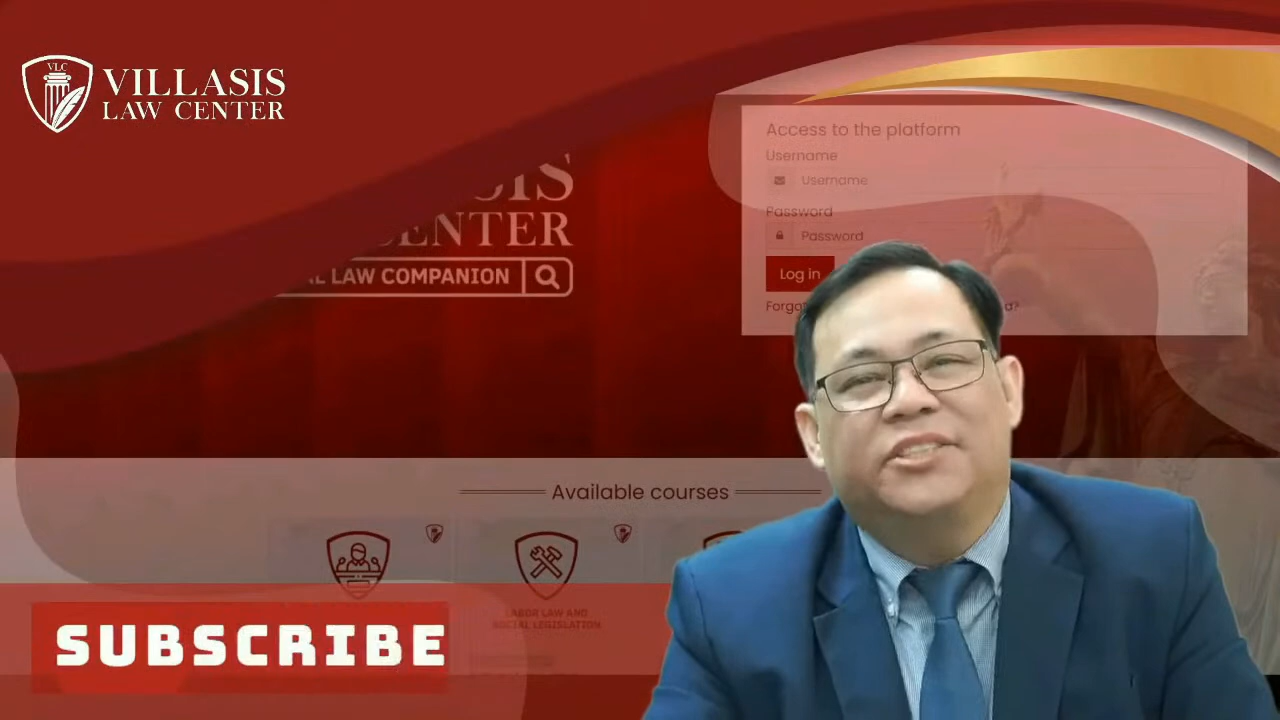 VLC
VILLASIS
LAW CENTER
Access to the platform
Username
Username
Password
Password
Log in
CENTER
LAW COMPANION
Available courses
LABOR LAW AND
SOCIAL LEGISLATION
SUBSCRIBE